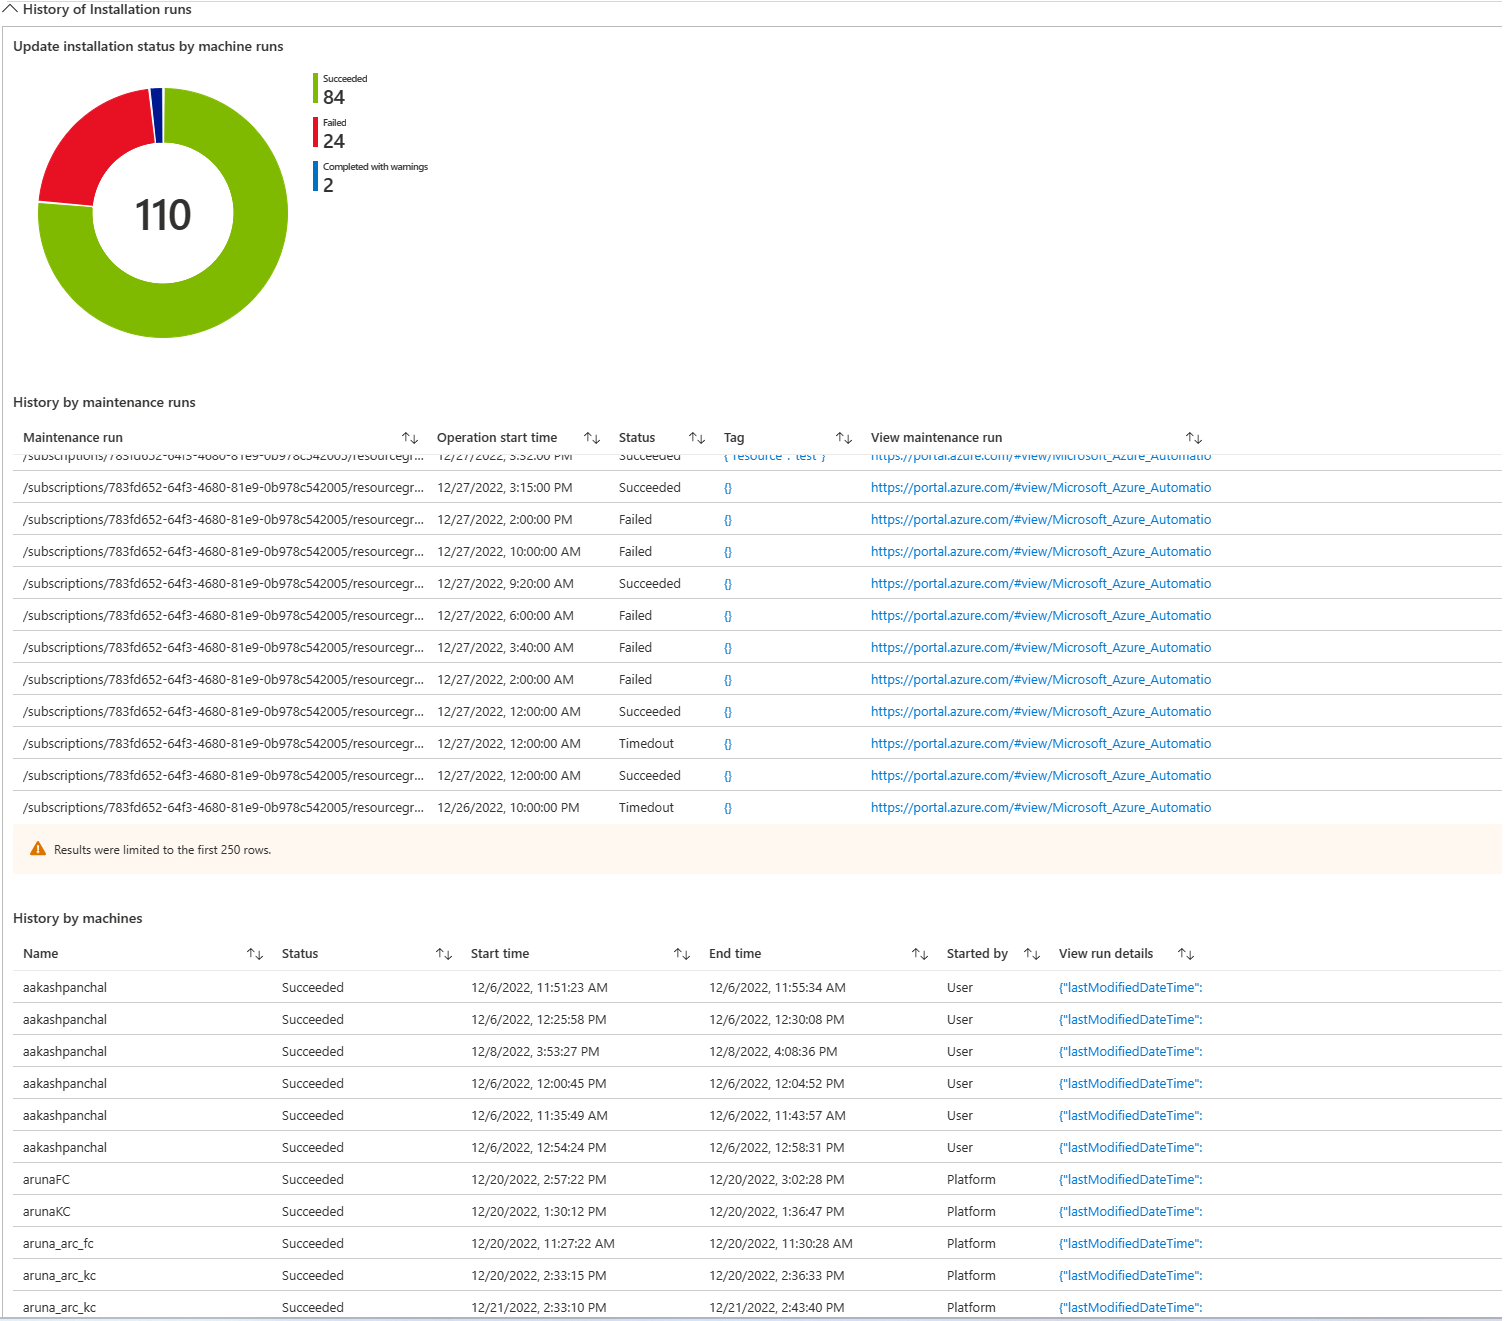 History of Installation runs
Update installation status by machine runs
Succeeded
84
Failed
24
Completed with warnings
2
110
History by maintenance runs
Maintenance run Operation start time Status Tag View maintenance run
/subscriptions/783fd652-64f3-4680-81e9-0b978c542005/resourcegr... 12/27/2022, 3:32:00 PM Succeeded {"resource":"test"} https://portal.azure.com/#view/Microsoft_Azure_Automatio
/subscriptions/783fd652-64f3-4680-81e9-0b978c542005/resourcegr... 12/27/2022, 3:15:00 PM Succeeded {} https://portal.azure.com/#view/Microsoft_Azure_Automatio
/subscriptions/783fd652-64f3-4680-81e9-0b978c542005/resourcegr... 12/27/2022, 2:00:00 PM Failed {} https://portal.azure.com/#view/Microsoft_Azure_Automatio
/subscriptions/783fd652-64f3-4680-81e9-0b978c542005/resourcegr... 12/27/2022, 10:00:00 AM Failed {} https://portal.azure.com/#view/Microsoft_Azure_Automatio
/subscriptions/783fd652-64f3-4680-81e9-0b978c542005/resourcegr... 12/27/2022, 9:20:00 AM Succeeded {} https://portal.azure.com/#view/Microsoft_Azure_Automatio
/subscriptions/783fd652-64f3-4680-81e9-0b978c542005/resourcegr... 12/27/2022, 6:00:00 AM Failed {} https://portal.azure.com/#view/Microsoft_Azure_Automatio
/subscriptions/783fd652-64f3-4680-81e9-0b978c542005/resourcegr... 12/27/2022, 3:40:00 AM Failed {} https://portal.azure.com/#view/Microsoft_Azure_Automatio
/subscriptions/783fd652-64f3-4680-81e9-0b978c542005/resourcegr... 12/27/2022, 2:00:00 AM Failed {} https://portal.azure.com/#view/Microsoft_Azure_Automatio
/subscriptions/783fd652-64f3-4680-81e9-0b978c542005/resourcegr... 12/27/2022, 12:00:00 AM Succeeded {} https://portal.azure.com/#view/Microsoft_Azure_Automatio
/subscriptions/783fd652-64f3-4680-81e9-0b978c542005/resourcegr... 12/27/2022, 12:00:00 AM Timedout {} https://portal.azure.com/#view/Microsoft_Azure_Automatio
/subscriptions/783fd652-64f3-4680-81e9-0b978c542005/resourcegr... 12/27/2022, 12:00:00 AM Succeeded {} https://portal.azure.com/#view/Microsoft_Azure_Automatio
/subscriptions/783fd652-64f3-4680-81e9-0b978c542005/resourcegr... 12/26/2022, 10:00:00 PM Timedout {} https://portal.azure.com/#view/Microsoft_Azure_Automatio
Results were limited to the first 250 rows.
History by machines
Name Status Start time End time Started by View run details
aakashpanchal Succeeded 12/6/2022, 11:51:23 AM 12/6/2022, 11:55:34 AM User {"lastModifiedDateTime":
aakashpanchal Succeeded 12/6/2022, 12:25:58 PM 12/6/2022, 12:30:08 PM User {"lastModifiedDateTime":
aakashpanchal Succeeded 12/8/2022, 3:53:27 PM 12/8/2022, 4:08:36 PM User {"lastModifiedDateTime":
aakashpanchal Succeeded 12/6/2022, 12:00:45 PM 12/6/2022, 12:04:52 PM User {"lastModifiedDateTime":
aakashpanchal Succeeded 12/6/2022, 11:35:49 AM 12/6/2022, 11:43:57 AM User {"lastModifiedDateTime":
aakashpanchal Succeeded 12/6/2022, 12:54:24 PM 12/6/2022, 12:58:31 PM User {"lastModifiedDateTime":
arunaFC Succeeded 12/20/2022, 2:57:22 PM 12/20/2022, 3:02:28 PM Platform {"lastModifiedDateTime":
arunaKC Succeeded 12/20/2022, 1:30:12 PM 12/20/2022, 1:36:47 PM Platform {"lastModifiedDateTime":
aruna_arc_fc Succeeded 12/20/2022, 11:27:22 AM 12/20/2022, 11:30:28 AM Platform {"lastModifiedDateTime":
aruna_arc_kc Succeeded 12/20/2022, 2:33:15 PM 12/20/2022, 2:36:33 PM Platform {"lastModifiedDateTime":
aruna_arc_kc Succeeded 12/21/2022, 2:33:10 PM 12/21/2022, 2:43:40 PM Platform {"lastModifiedDateTime":